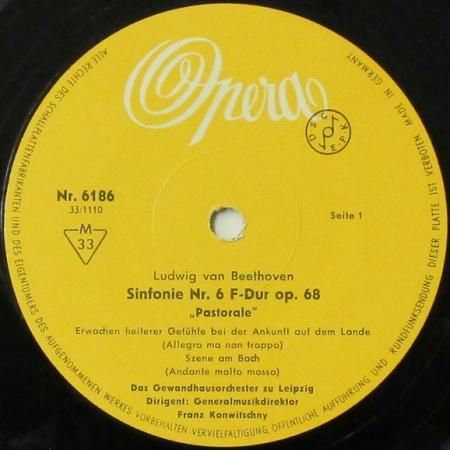 Opera
DSG
E-P-K
Nr. 6186
33/1110
M
33
Seite 1
Ludwig van Beethoven
Sinfonie Nr. 6 F-Dur op. 68
„Pastorale"
Erwachen heiterer Gefühle bei der Ankunft auf dem Lande
(Allegro ma non troppo)
Szene am Bach
(Andante molto mosso)
Das Gewandhausorchester zu Leipzig
Dirigent: Generalmusikdirektor
Franz Konwitschny
ALLE RECHTE DES SCHALLPLATTENFABRIKANTEN UND DES EIGENTÜMERS DES AUFGENOMMENEN WERKES VORBEHALTEN · VERVIELFÄLTIGUNG, ÖFFENTLICHE AUFFÜHRUNG UND RUNDFUNKSENDUNG DIESER PLATTE IST VERBOTEN MADE IN GERMANY